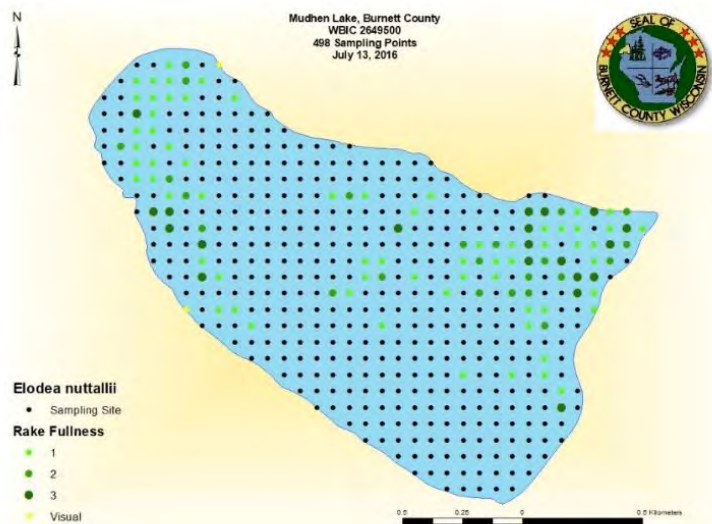 Mudhen Lake, Burnett County
WBIC 2649500
498 Sampling Points
July 13, 2016
N
SEAL OF
BURNETT COUNTY WISCONSIN
Elodea nuttallii
Sampling Site
Rake Fullness
1
2
3
Visual
0.5 0.25 0 0.5 Kilometers